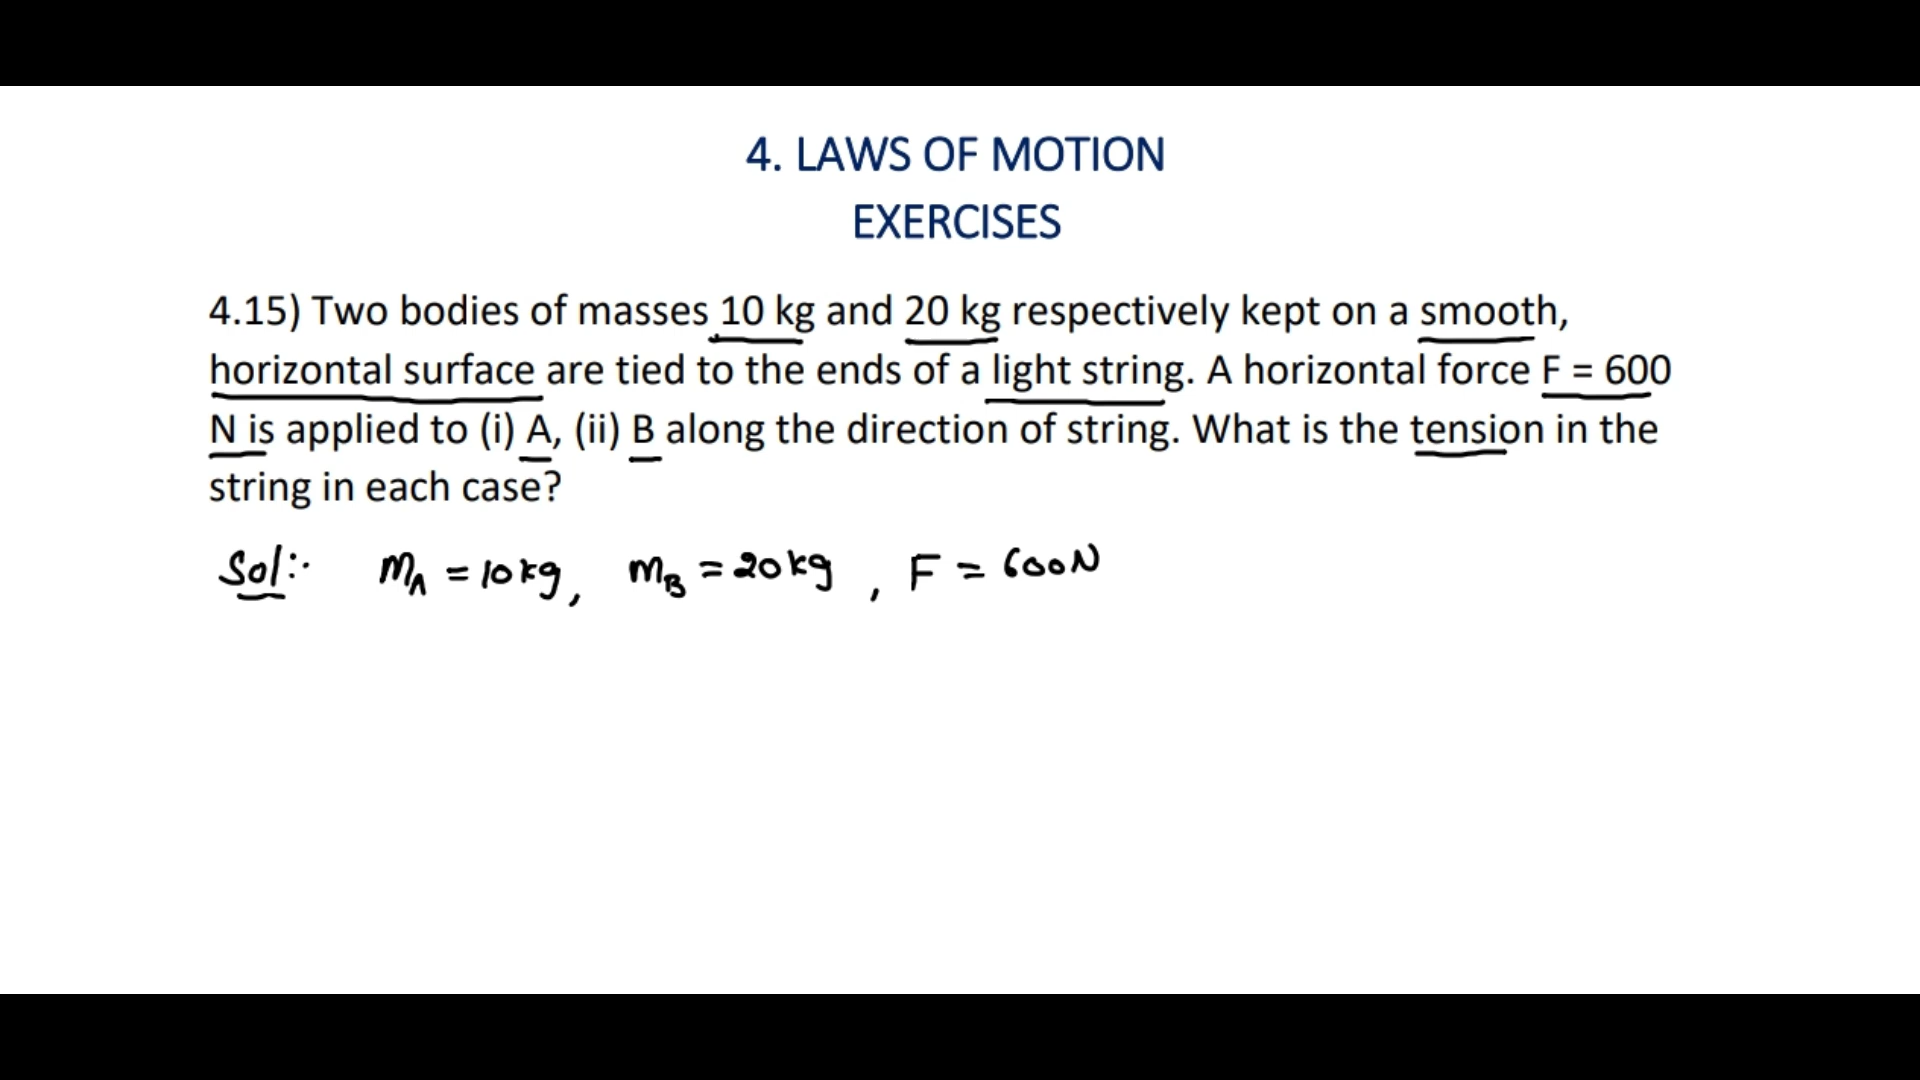 4. LAWS OF MOTION
EXERCISES
4.15) Two bodies of masses 10 kg and 20 kg respectively kept on a smooth,
horizontal surface are tied to the ends of a light string. A horizontal force F = 600
N is applied to (i) A, (ii) B along the direction of string. What is the tension in the
string in each case?
Sol:- m_A = 10kg, m_B = 20kg, F = 600N